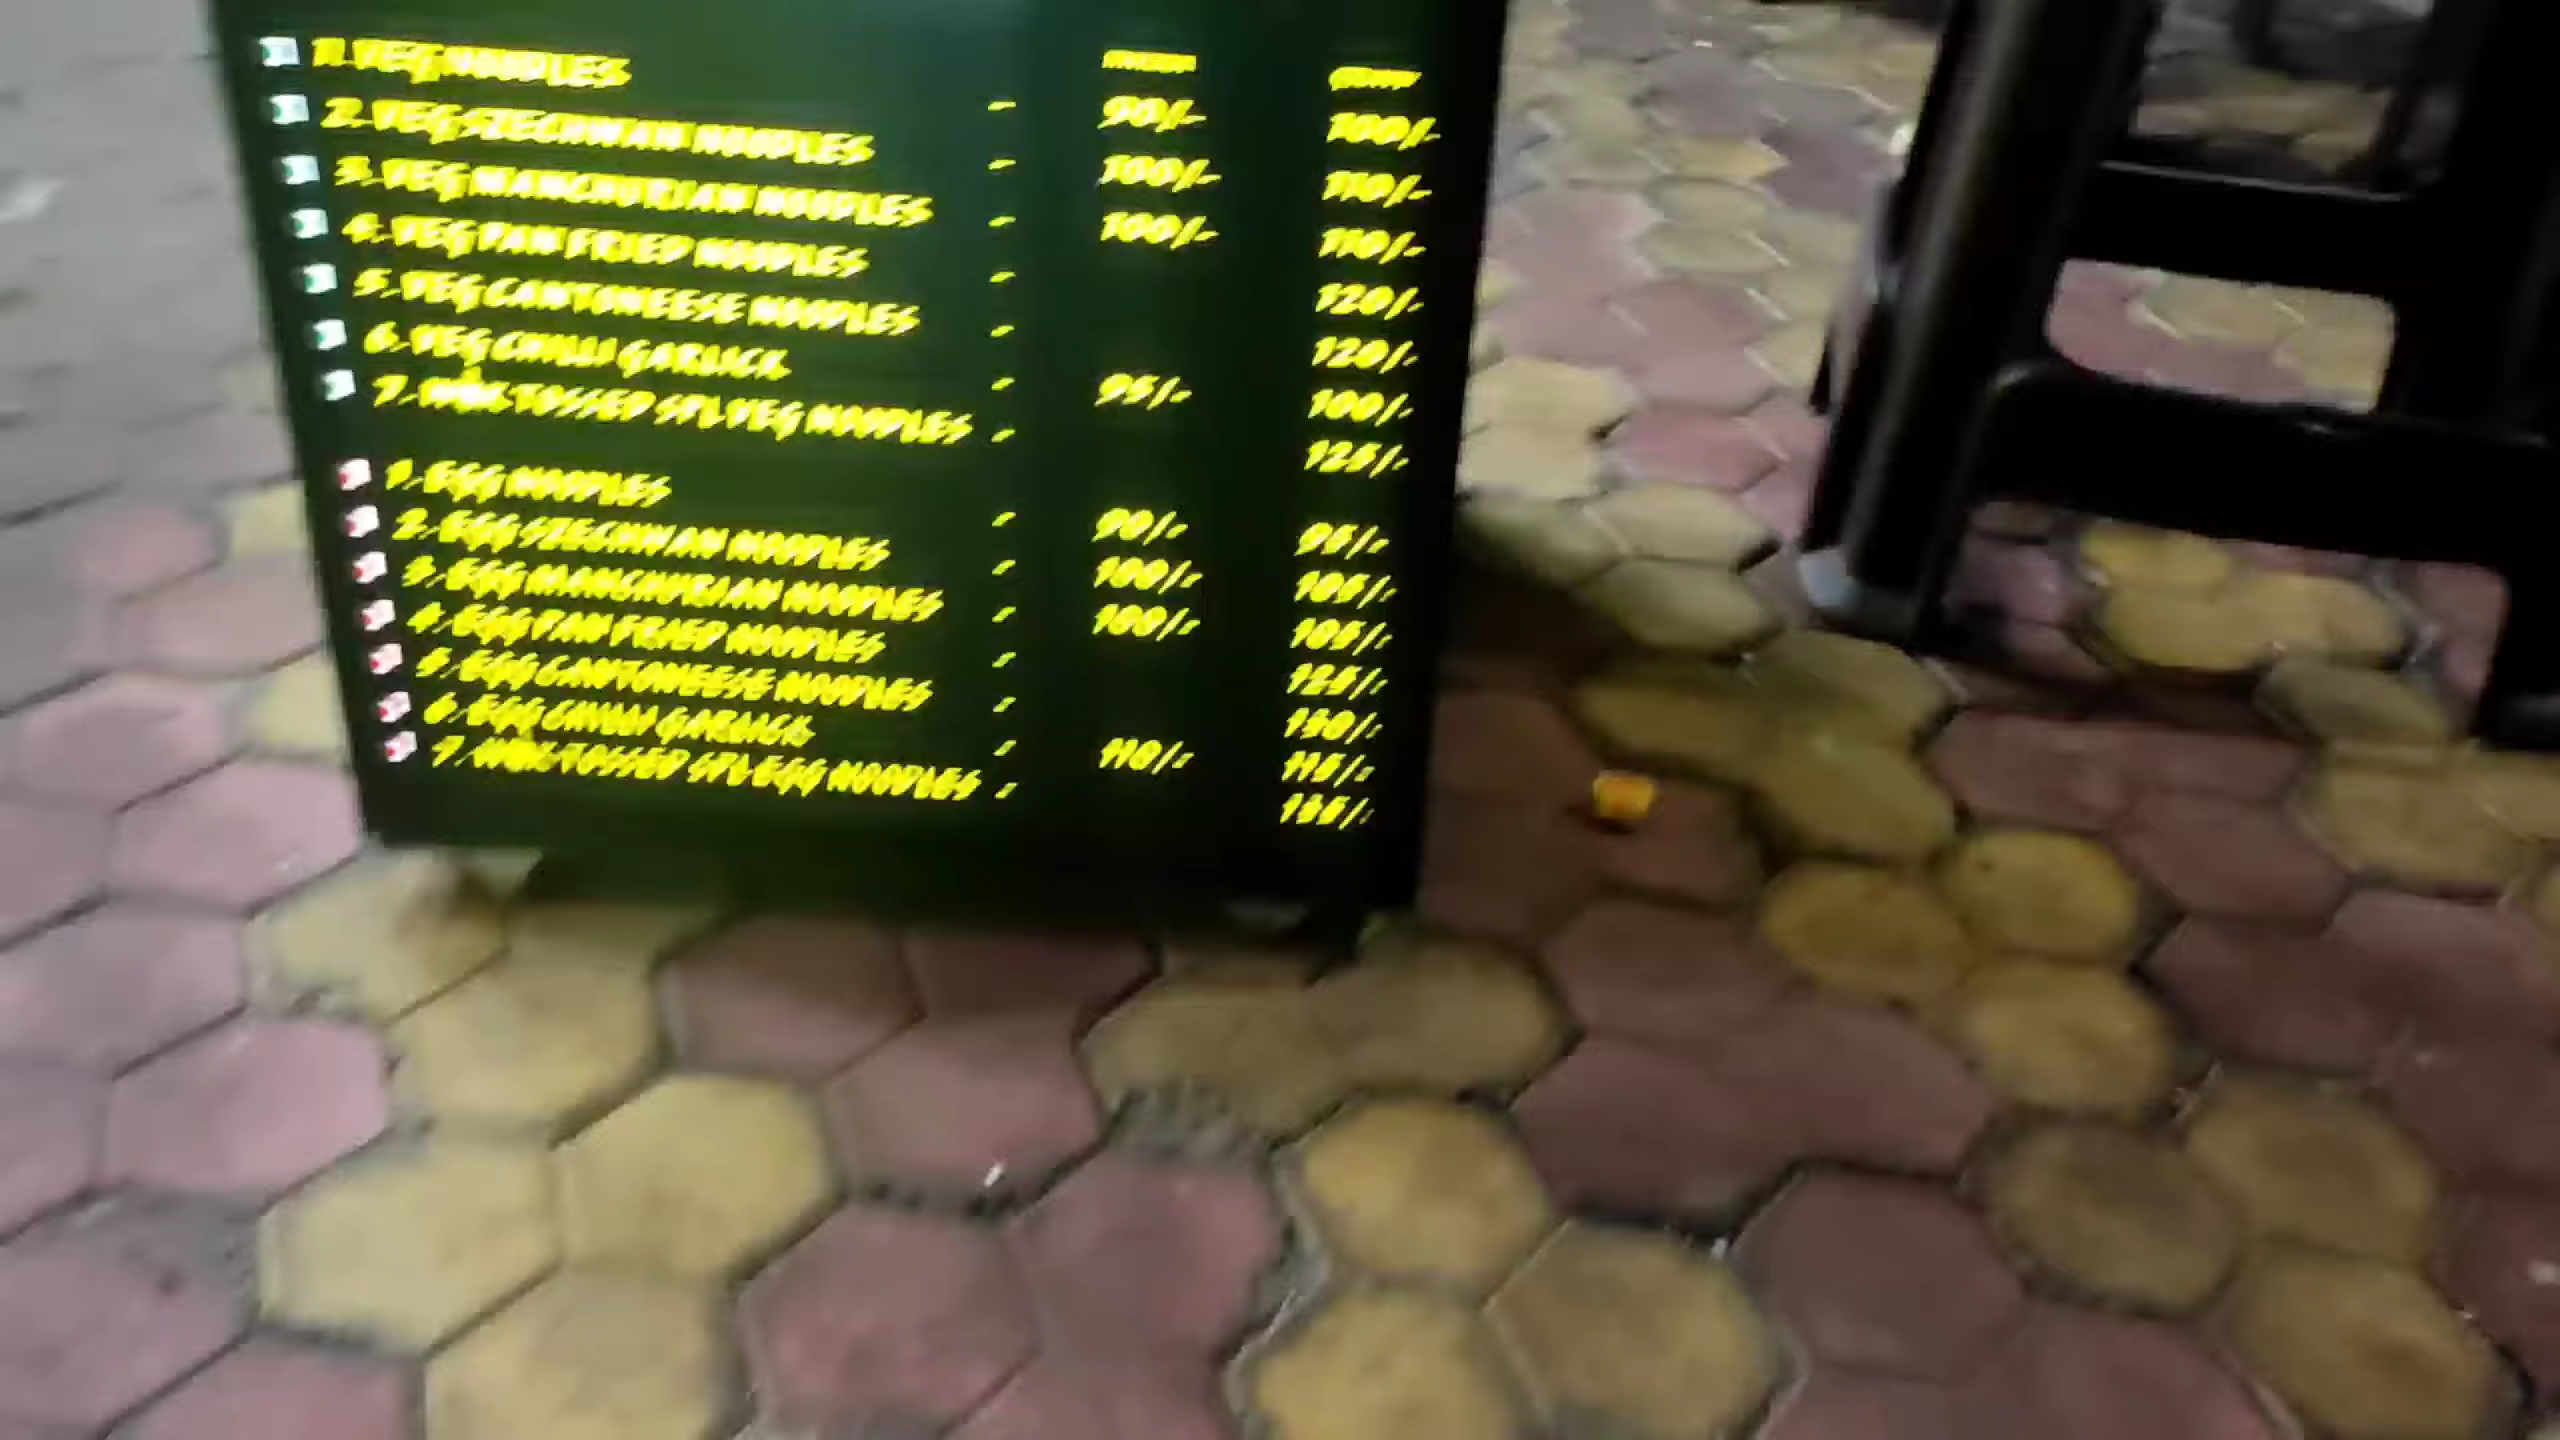 1. VEG NOODLES
2. VEG SZECHWAN NOODLES - 90/- 100/-
3. VEG MANCHURIAN NOODLES - 100/- 110/-
4. VEG PAN FRIED NOODLES - 100/- 110/-
5. VEG CANTONEESE NOODLES - 120/-
6. VEG CHILLI GARLICK - 120/-
7. WOK TOSSED SPL VEG NOODLES - 95/- 100/-
- 125/-
1. EGG NOODLES
2. EGG SZECHWAN NOODLES - 90/- 95/-
3. EGG MANCHURIAN NOODLES - 100/- 105/-
4. EGG PAN FRIED NOODLES - 100/- 105/-
5. EGG CANTONEESE NOODLES - 125/-
6. EGG CHILLI GARLICK - 130/-
7. WOK TOSSED SPL EGG NOODLES - 110/- 115/-
-